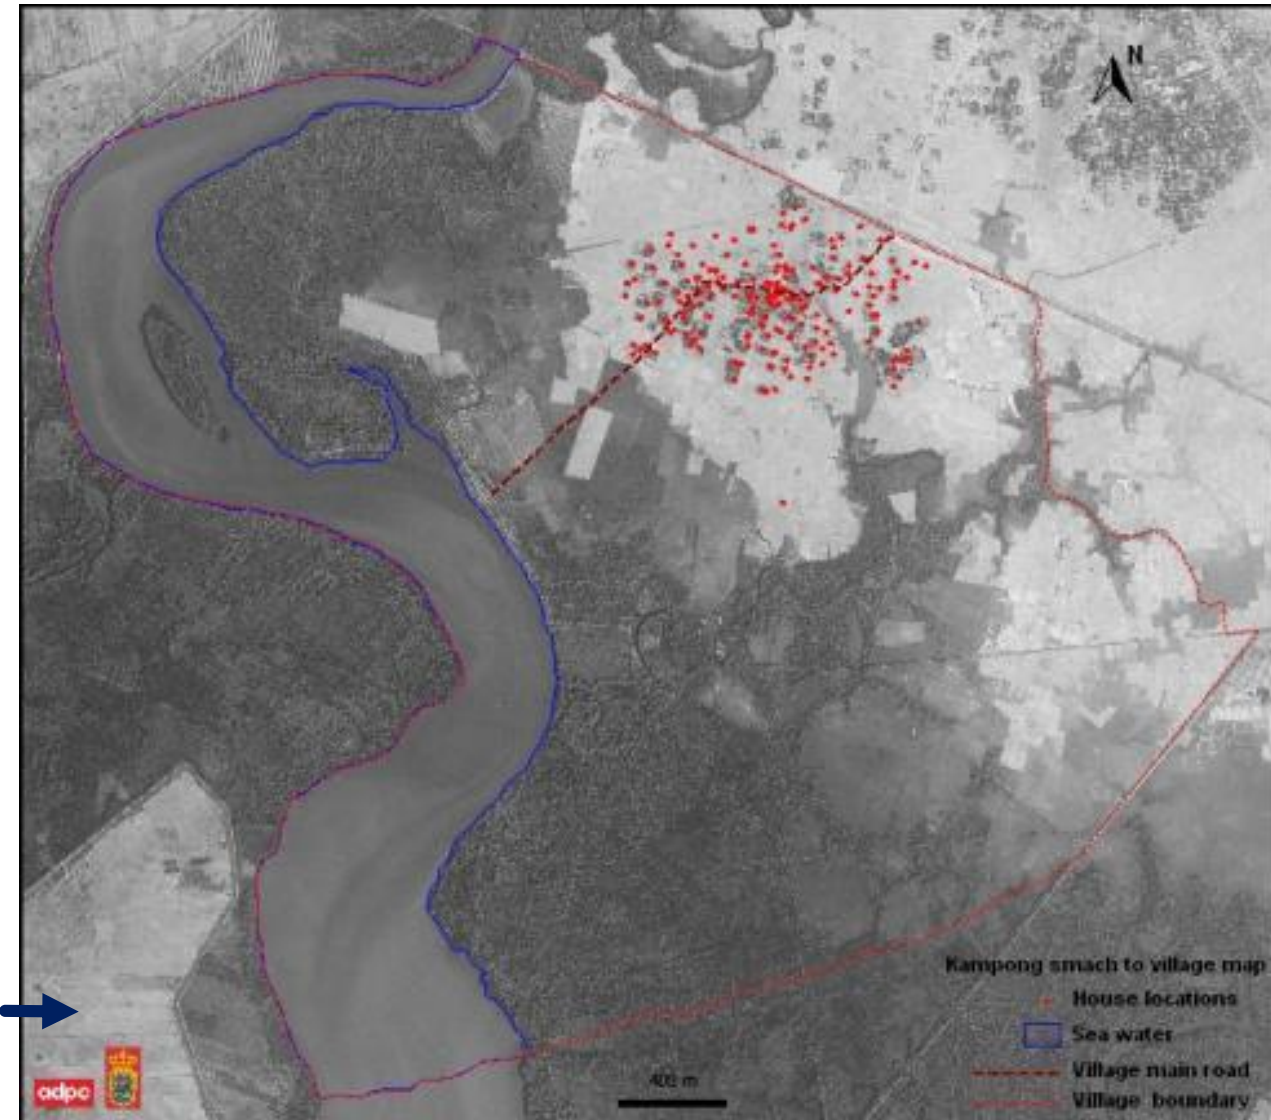 N
Kampong smach to village map
House locations
Sea water
Village main road
Village boundary
400 m
adpc